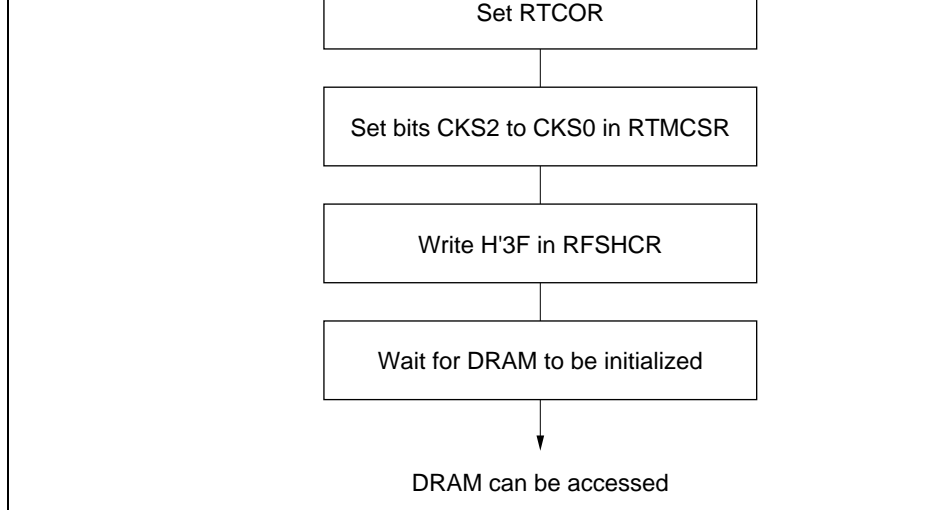 Set RTCOR
Set bits CKS2 to CKS0 in RTMCSR
Write H'3F in RFSHCR
Wait for DRAM to be initialized
DRAM can be accessed